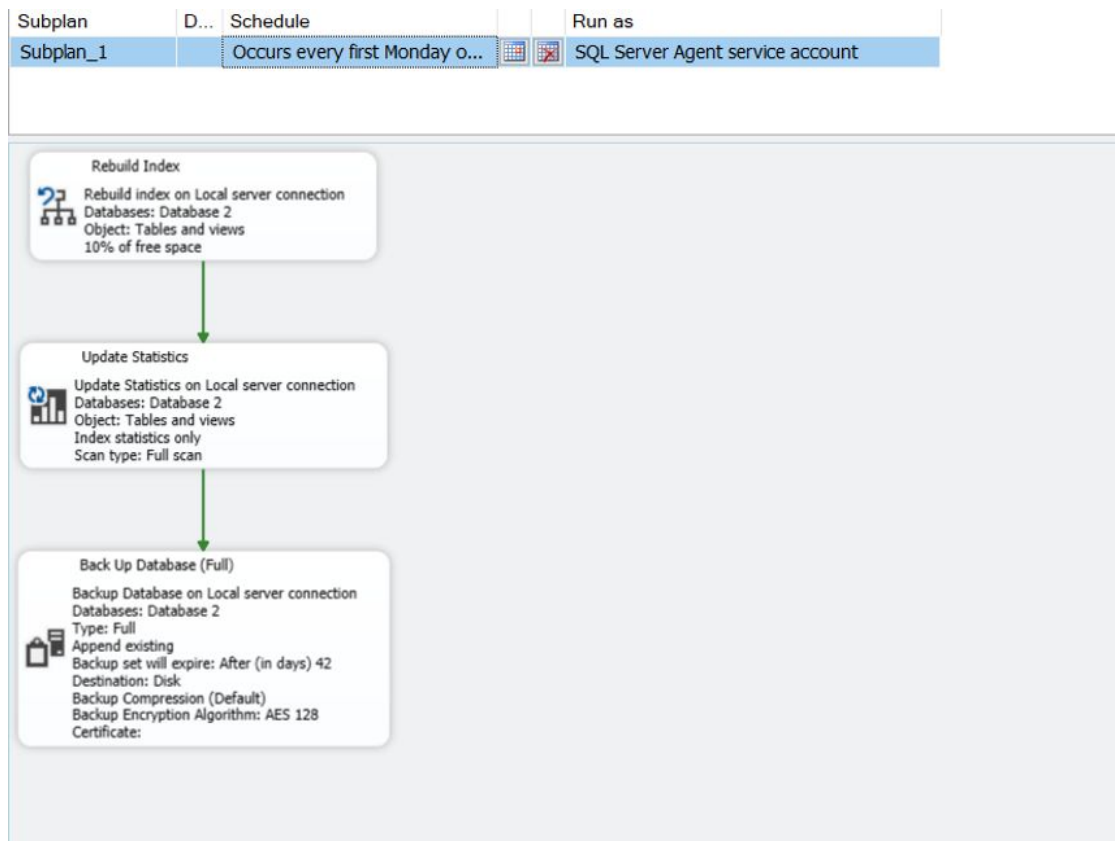 Subplan D... Schedule Run as
Subplan_1 Occurs every first Monday o... SQL Server Agent service account
Rebuild Index
Rebuild index on Local server connection
Databases: Database 2
Object: Tables and views
10% of free space
Update Statistics
Update Statistics on Local server connection
Databases: Database 2
Object: Tables and views
Index statistics only
Scan type: Full scan
Back Up Database (Full)
Backup Database on Local server connection
Databases: Database 2
Type: Full
Append existing
Backup set will expire: After (in days) 42
Destination: Disk
Backup Compression (Default)
Backup Encryption Algorithm: AES 128
Certificate: